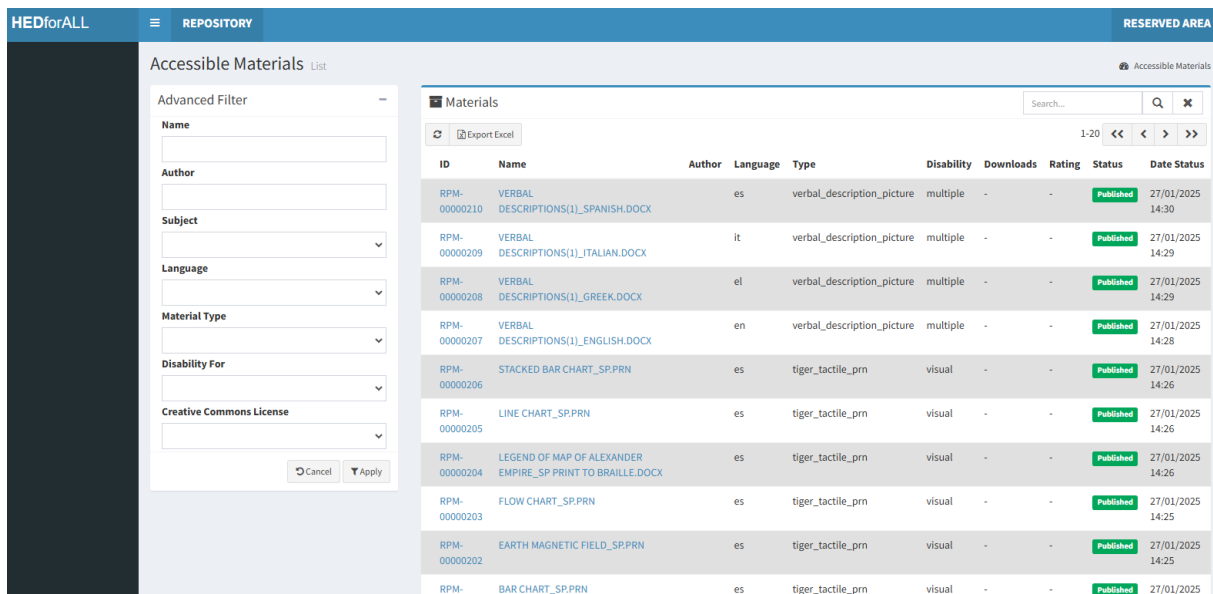 HEDforALL REPOSITORY RESERVED AREA
Accessible Materials List Accessible Materials
Advanced Filter
Name
Author
Subject
Language
Material Type
Disability For
Creative Commons License
Cancel Apply
Materials Search...
Export Excel 1-20 << < > >>
ID Name Author Language Type Disability Downloads Rating Status Date Status
RPM- VERBAL es verbal_description_picture multiple - - Published 27/01/2025
00000210 DESCRIPTIONS(1)_SPANISH.DOCX 14:30
RPM- VERBAL it verbal_description_picture multiple - - Published 27/01/2025
00000209 DESCRIPTIONS(1)_ITALIAN.DOCX 14:29
RPM- VERBAL el verbal_description_picture multiple - - Published 27/01/2025
00000208 DESCRIPTIONS(1)_GREEK.DOCX 14:29
RPM- VERBAL en verbal_description_picture multiple - - Published 27/01/2025
00000207 DESCRIPTIONS(1)_ENGLISH.DOCX 14:28
RPM- STACKED BAR CHART_SP.PRN es tiger_tactile_prn visual - - Published 27/01/2025
00000206 14:26
RPM- LINE CHART_SP.PRN es tiger_tactile_prn visual - - Published 27/01/2025
00000205 14:26
RPM- LEGEND OF MAP OF ALEXANDER es tiger_tactile_prn visual - - Published 27/01/2025
00000204 EMPIRE_SP PRINT TO BRAILLE.DOCX 14:26
RPM- FLOW CHART_SP.PRN es tiger_tactile_prn visual - - Published 27/01/2025
00000203 14:25
RPM- EARTH MAGNETIC FIELD_SP.PRN es tiger_tactile_prn visual - - Published 27/01/2025
00000202 14:25
RPM- BAR CHART_SP.PRN es tiger_tactile_prn visual - - Published 27/01/2025